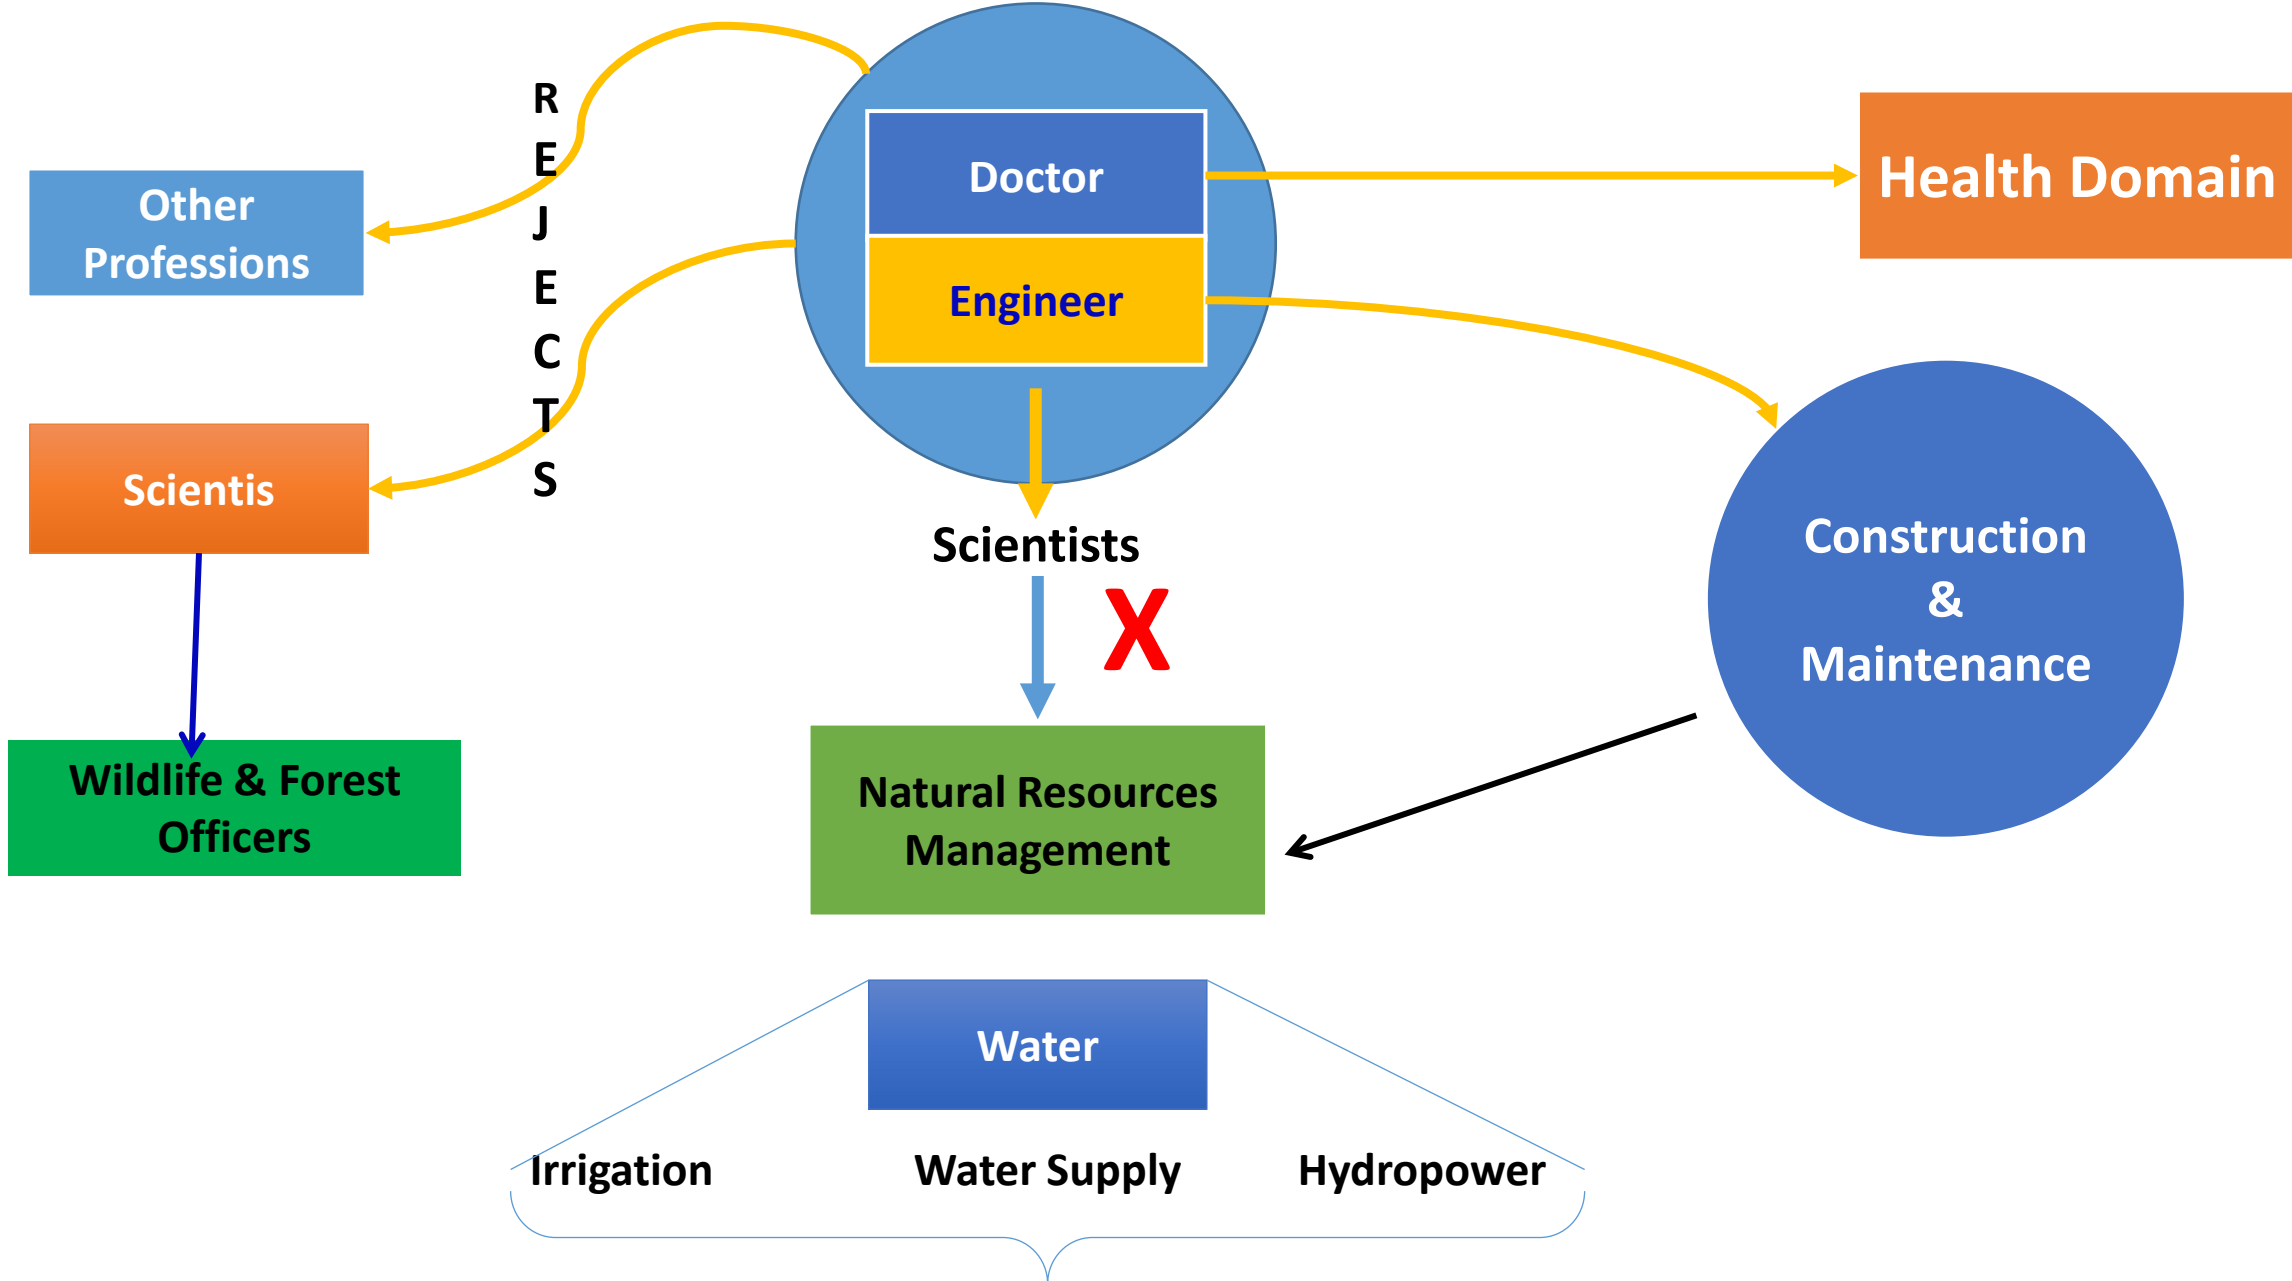 R
E
J
E
C
T
S
Doctor
Engineer
Health Domain
Other
Professions
Scientis
Scientists
X
Construction
&
Maintenance
Wildlife & Forest
Officers
Natural Resources
Management
Water
Irrigation
Water Supply
Hydropower